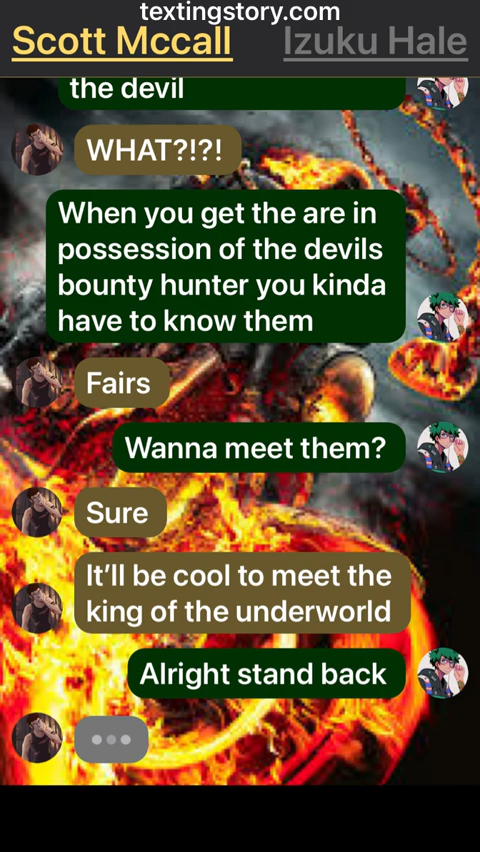 textingstory.com
Scott Mccall
Izuku Hale
the devil
WHAT?!?!
When you get the are in
possession of the devils
bounty hunter you kinda
have to know them
Fairs
Wanna meet them?
Sure
It’ll be cool to meet the
king of the underworld
Alright stand back